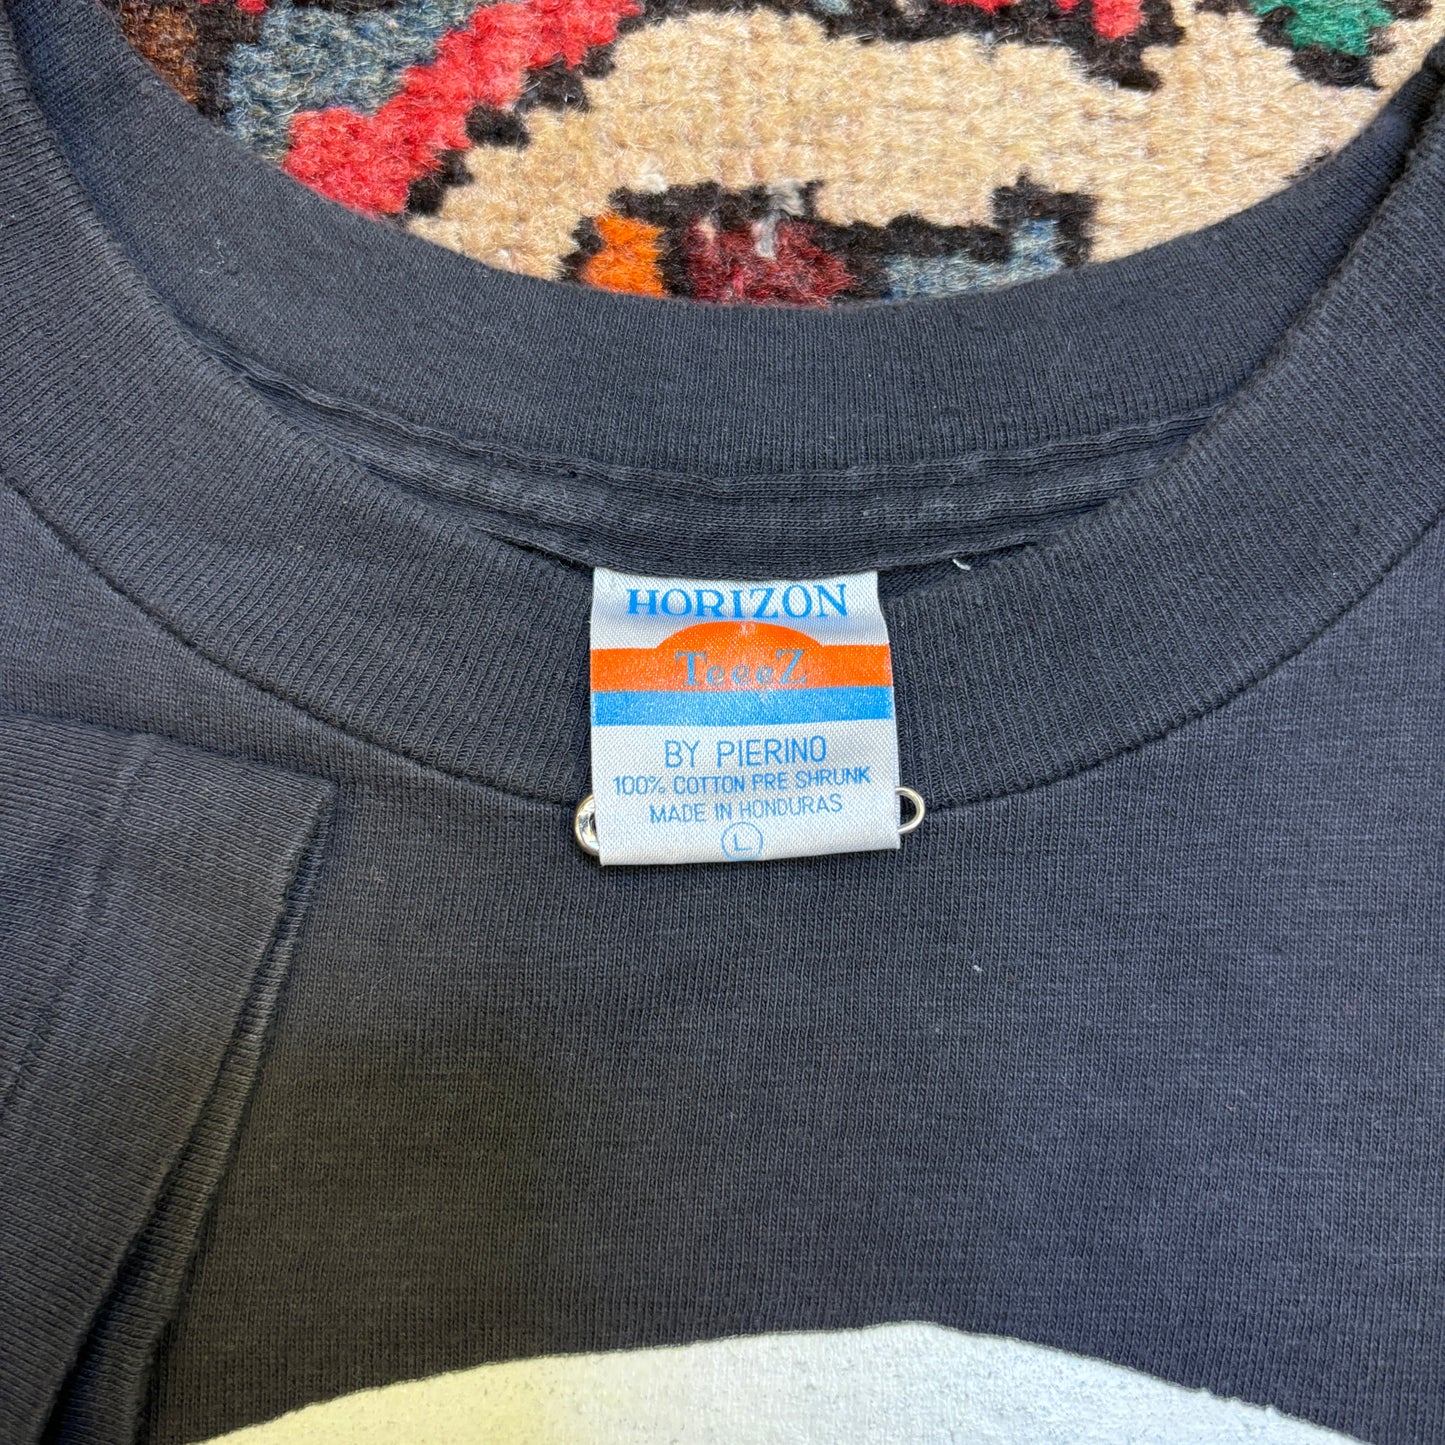 HORIZON
TeeeZ
BY PIERINO
100% COTTON PRE SHRUNK
MADE IN HONDURAS
L